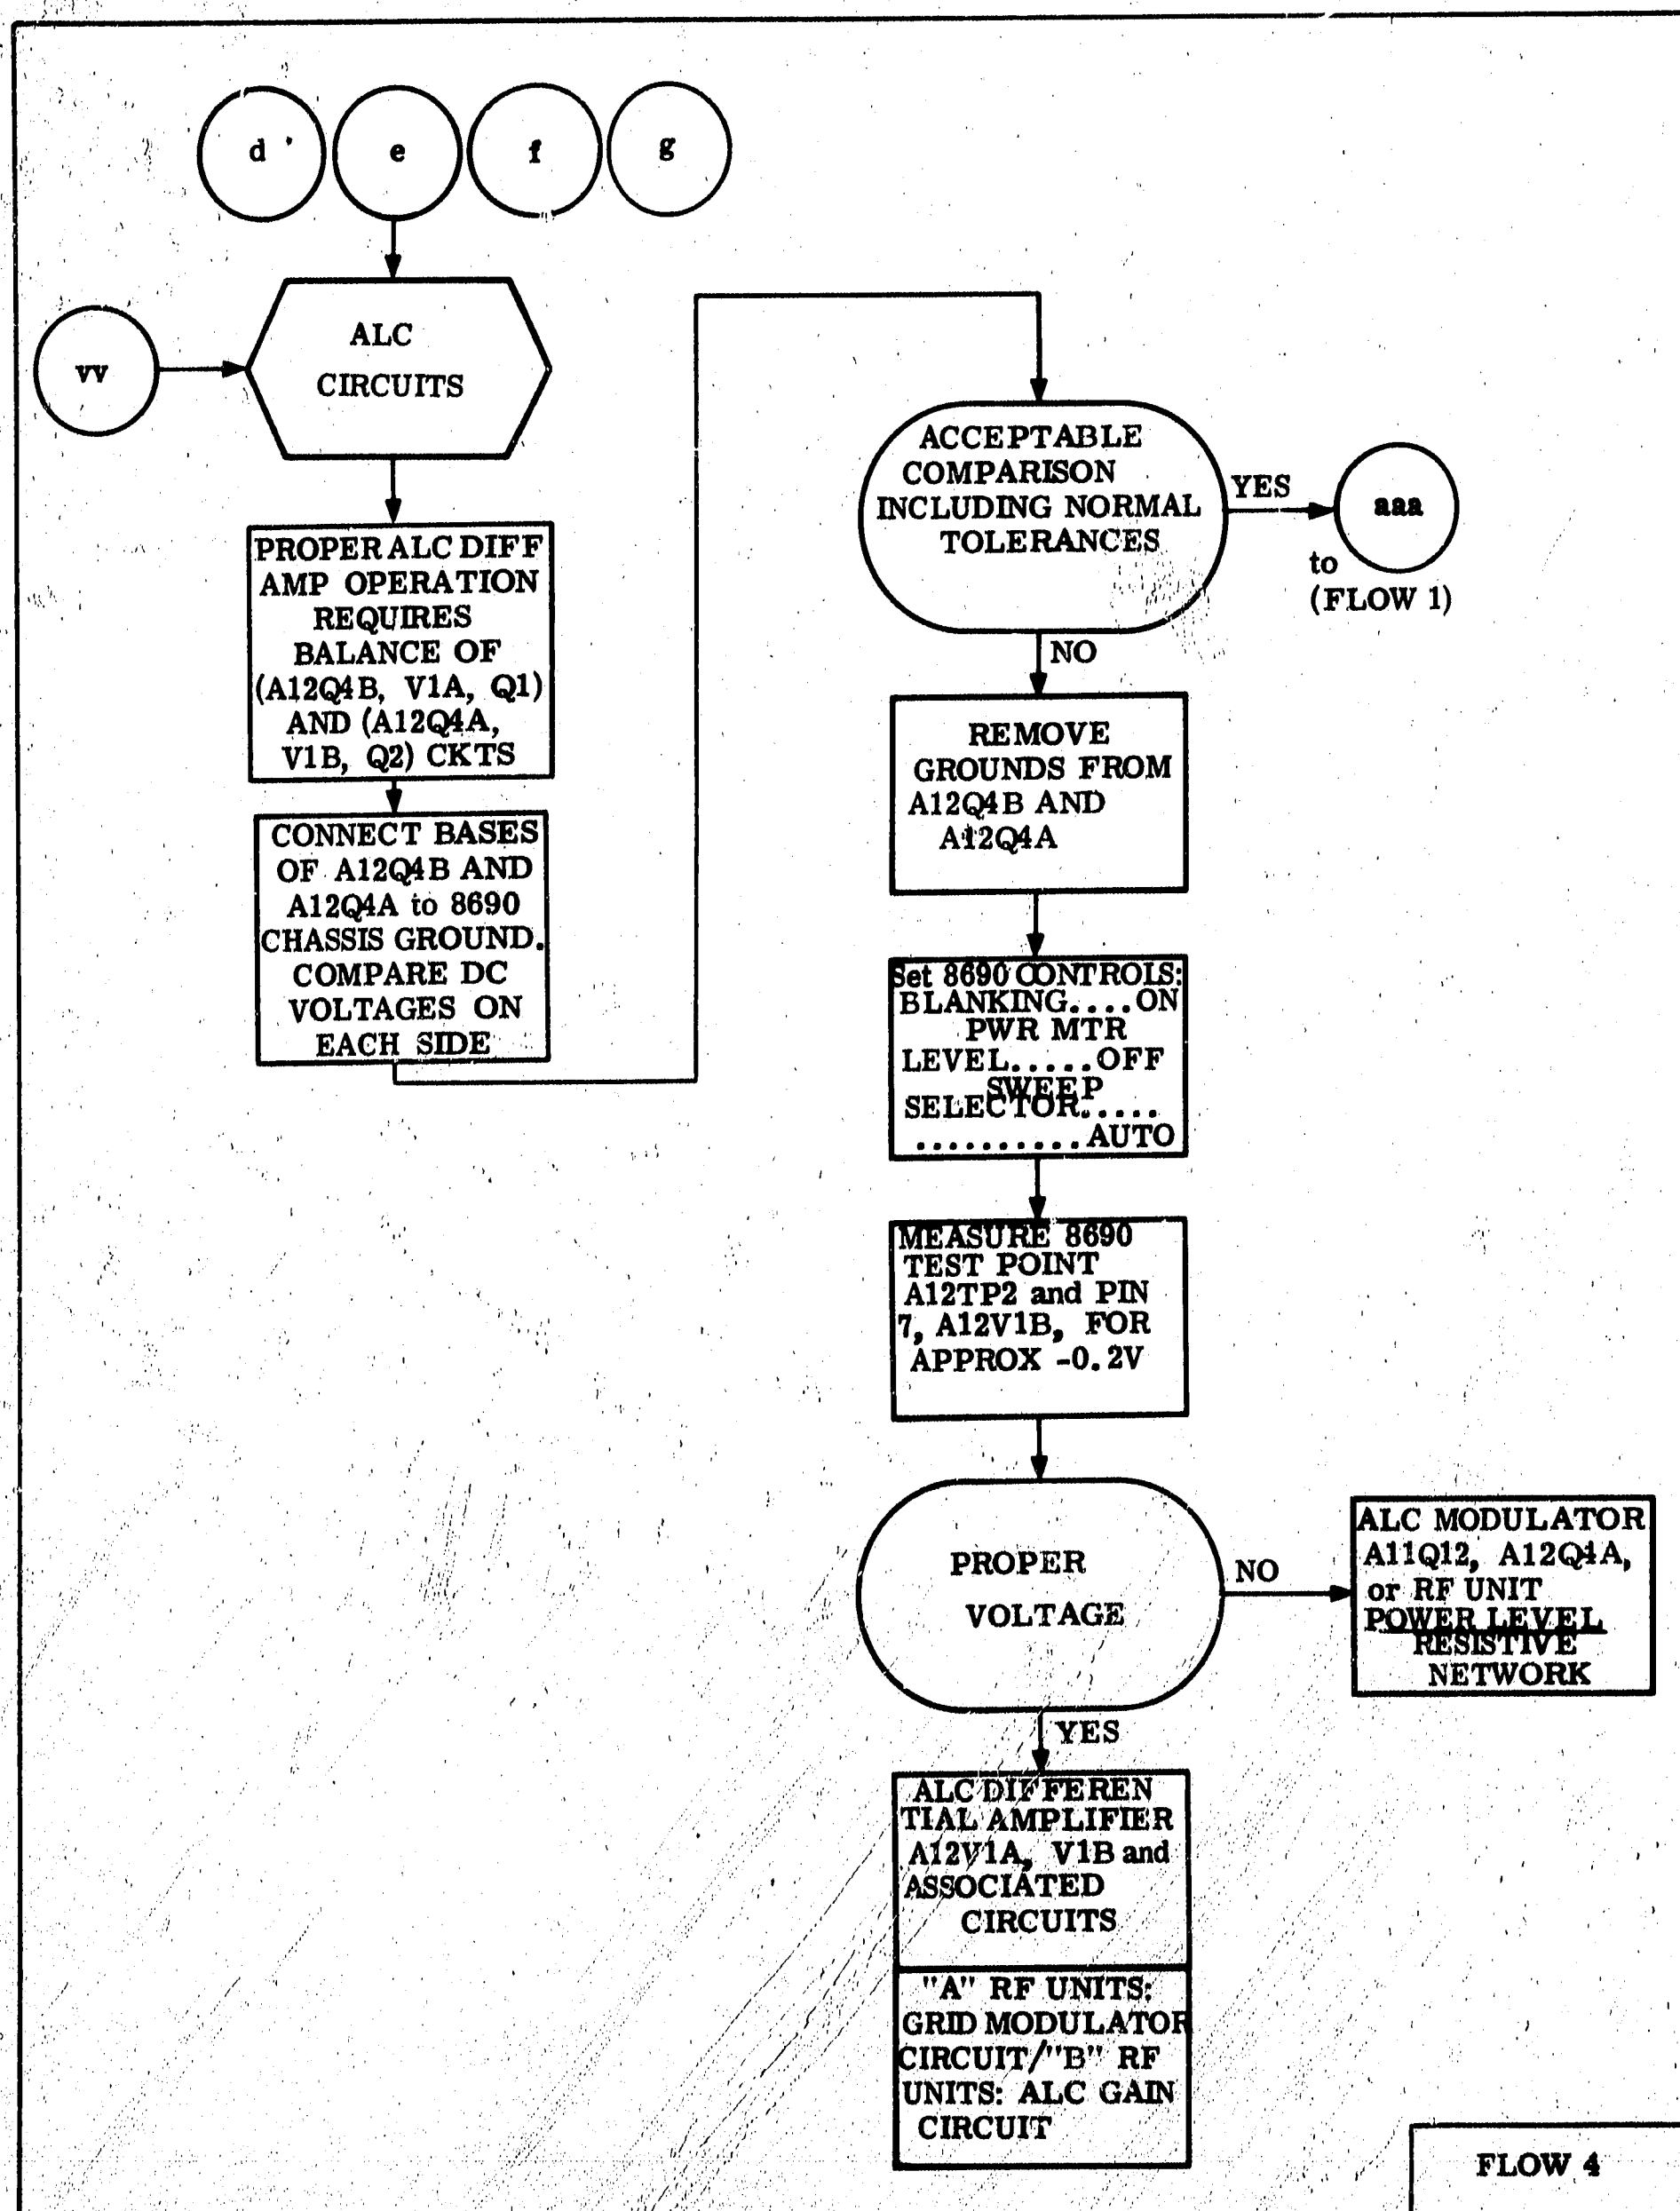 d
e
f
g
vv
ALC
CIRCUITS
PROPER ALC DIFF
AMP OPERATION
REQUIRES
BALANCE OF
(A12Q4B, V1A, Q1)
AND (A12Q4A,
V1B, Q2) CKTS
CONNECT BASES
OF A12Q4B AND
A12Q4A to 8690
CHASSIS GROUND.
COMPARE DC
VOLTAGES ON
EACH SIDE
ACCEPTABLE
COMPARISON
INCLUDING NORMAL
TOLERANCES
YES
aaa
to
(FLOW 1)
NO
REMOVE
GROUNDS FROM
A12Q4B AND
A12Q4A
Set 8690 CONTROLS:
BLANKING....ON
PWR MTR
LEVEL.....OFF
SWEEP
SELECTOR.....
..........AUTO
MEASURE 8690
TEST POINT
A12TP2 and PIN
7, A12V1B, FOR
APPROX -0.2V
PROPER
VOLTAGE
NO
ALC MODULATOR
A11Q12, A12Q4A,
or RF UNIT
POWER LEVEL
RESISTIVE
NETWORK
YES
ALC DIFFEREN
TIAL AMPLIFIER
A12V1A, V1B and
ASSOCIATED
CIRCUITS
"A" RF UNITS:
GRID MODULATOR
CIRCUIT/"B" RF
UNITS: ALC GAIN
CIRCUIT
FLOW 4